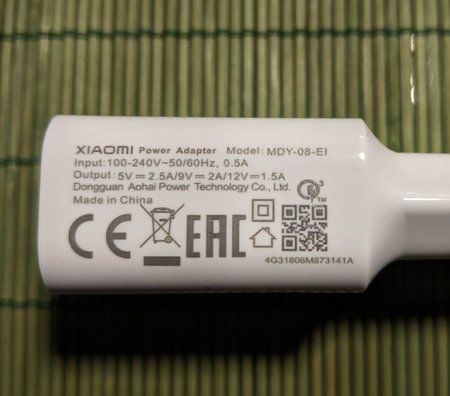 XIAOMI Power Adapter Model: MDY-08-EI
Input: 100-240V~50/60Hz, 0.5A
Output: 5V⎓2.5A/9V⎓2A/12V⎓1.5A
Dongguan Aohai Power Technology Co., Ltd.
Made in China
CE EAC
TM
4G31806M873141A